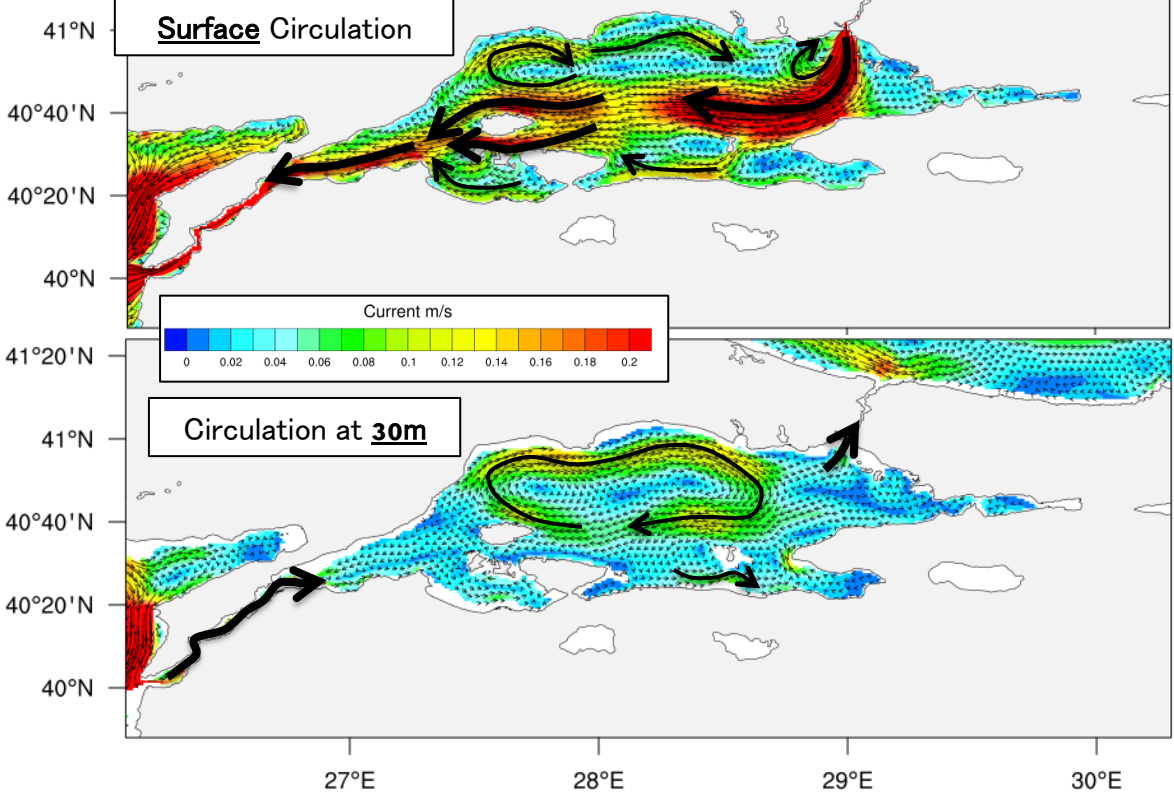 Surface Circulation
41°N
40°40'N
40°20'N
40°N
Current m/s
0 0.02 0.04 0.06 0.08 0.1 0.12 0.14 0.16 0.18 0.2
41°20'N
Circulation at 30m
41°N
40°40'N
40°20'N
40°N
27°E 28°E 29°E 30°E